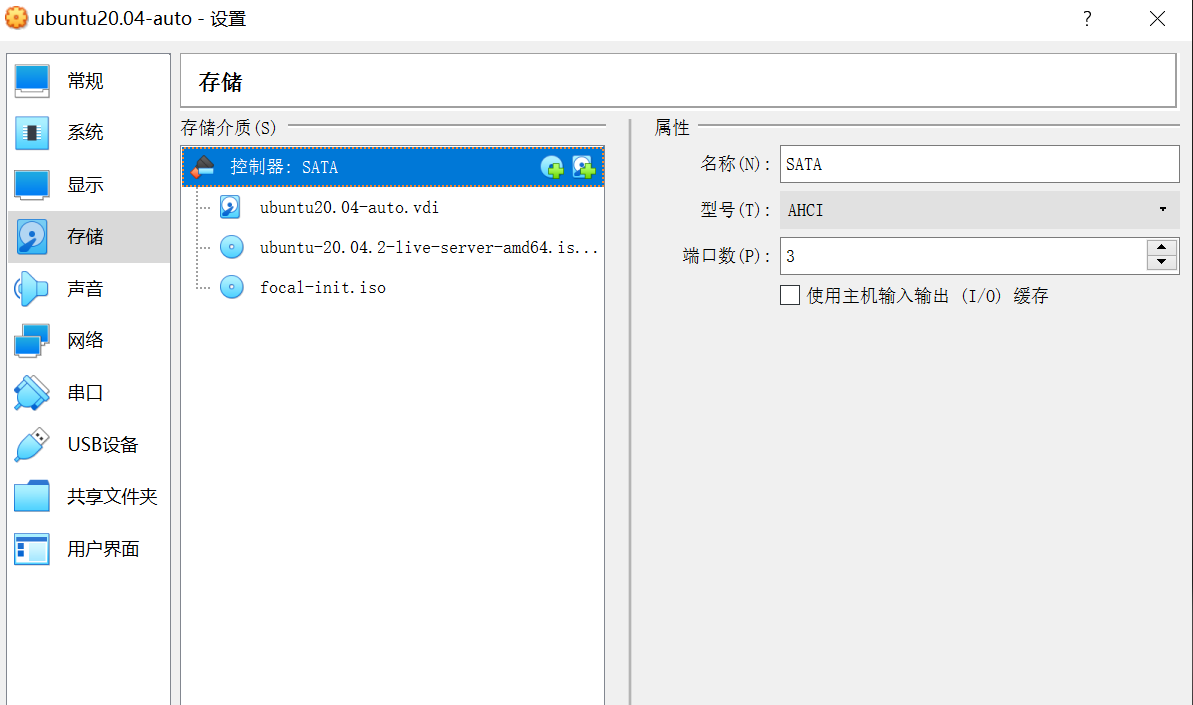 ubuntu20.04-auto - 设置
?
常规
系统
显示
存储
声音
网络
串口
USB设备
共享文件夹
用户界面
存储
存储介质(S)
控制器: SATA
ubuntu20.04-auto.vdi
ubuntu-20.04.2-live-server-amd64.is...
focal-init.iso
属性
名称(N): SATA
型号(T): AHCI
端口数(P): 3
使用主机输入输出 (I/O) 缓存